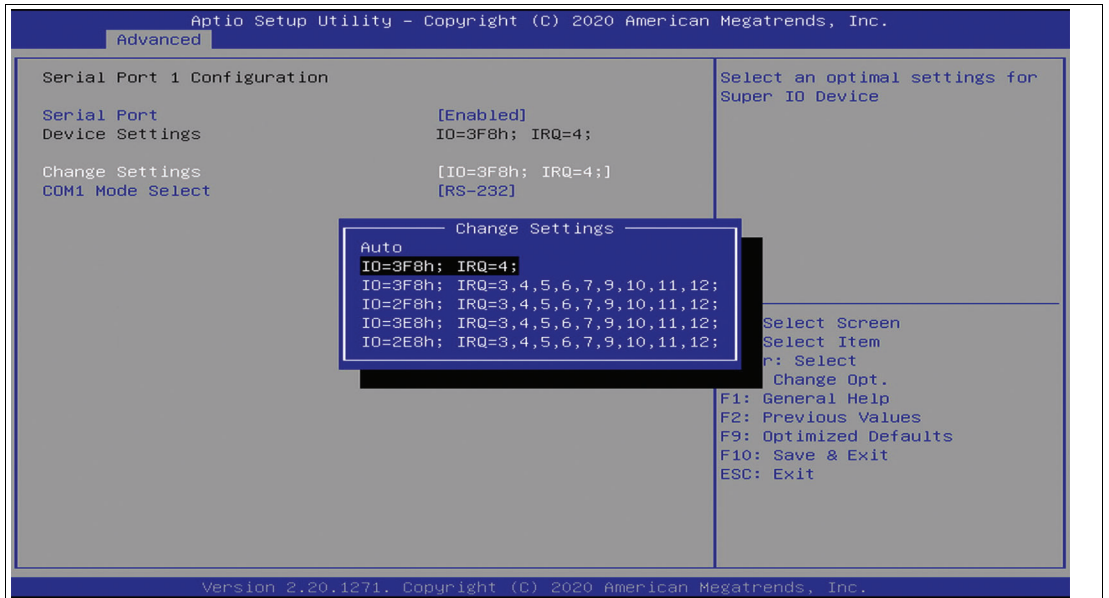 Aptio Setup Utility – Copyright (C) 2020 American Megatrends, Inc.
Advanced
Serial Port 1 Configuration
Serial Port [Enabled]
Device Settings IO=3F8h; IRQ=4;
Change Settings [IO=3F8h; IRQ=4;]
COM1 Mode Select [RS-232]
Select an optimal settings for
Super IO Device
Change Settings
Auto
IO=3F8h; IRQ=4;
IO=3F8h; IRQ=3,4,5,6,7,9,10,11,12;
IO=2F8h; IRQ=3,4,5,6,7,9,10,11,12;
IO=3E8h; IRQ=3,4,5,6,7,9,10,11,12;
IO=2E8h; IRQ=3,4,5,6,7,9,10,11,12;
Select Screen
Select Item
r: Select
Change Opt.
F1: General Help
F2: Previous Values
F9: Optimized Defaults
F10: Save & Exit
ESC: Exit
Version 2.20.1271. Copyright (C) 2020 American Megatrends, Inc.